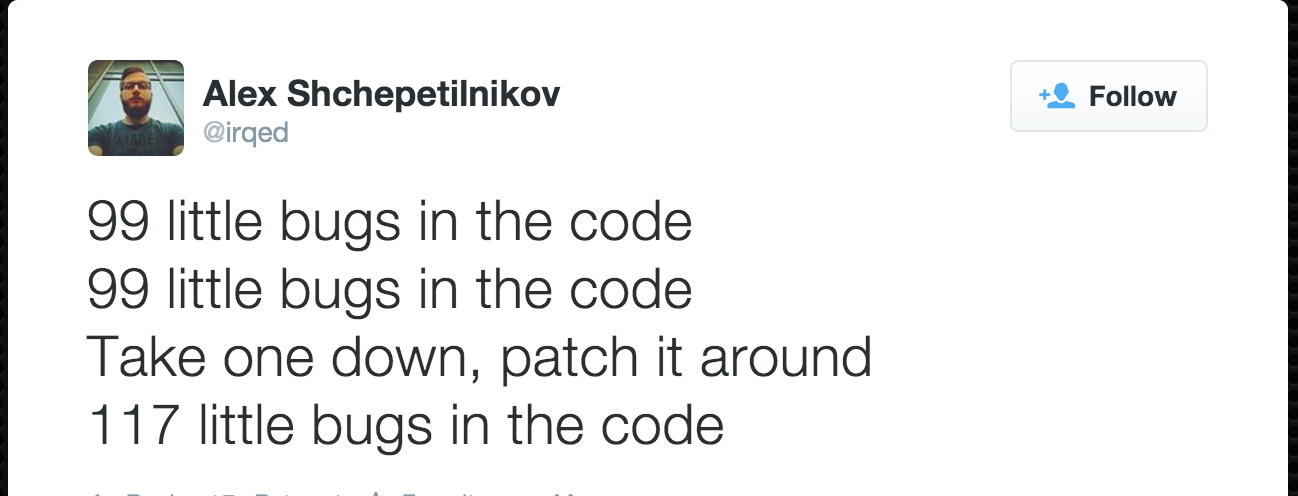 Alex Shchepetilnikov
@irqed
Follow
99 little bugs in the code
99 little bugs in the code
Take one down, patch it around
117 little bugs in the code